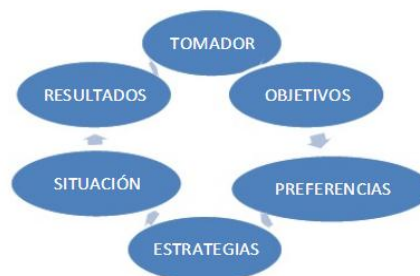 TOMADOR
RESULTADOS
OBJETIVOS
SITUACIÓN
PREFERENCIAS
ESTRATEGIAS